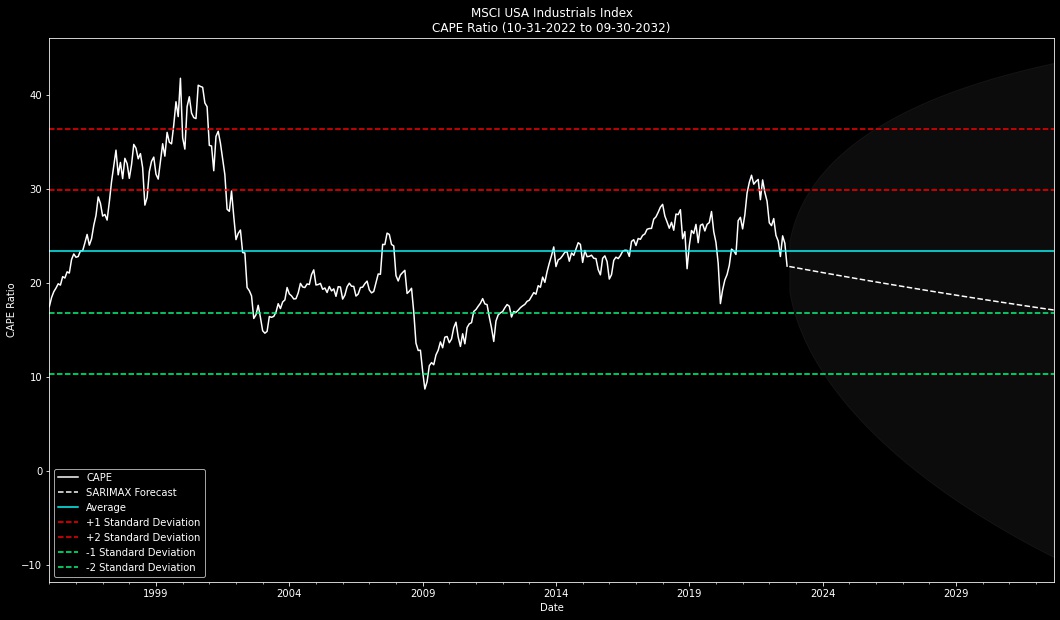 MSCI USA Industrials Index
CAPE Ratio (10-31-2022 to 09-30-2032)
40
30
20
10
0
−10
CAPE Ratio
CAPE
SARIMAX Forecast
Average
+1 Standard Deviation
+2 Standard Deviation
-1 Standard Deviation
-2 Standard Deviation
1999 2004 2009 2014 2019 2024 2029
Date